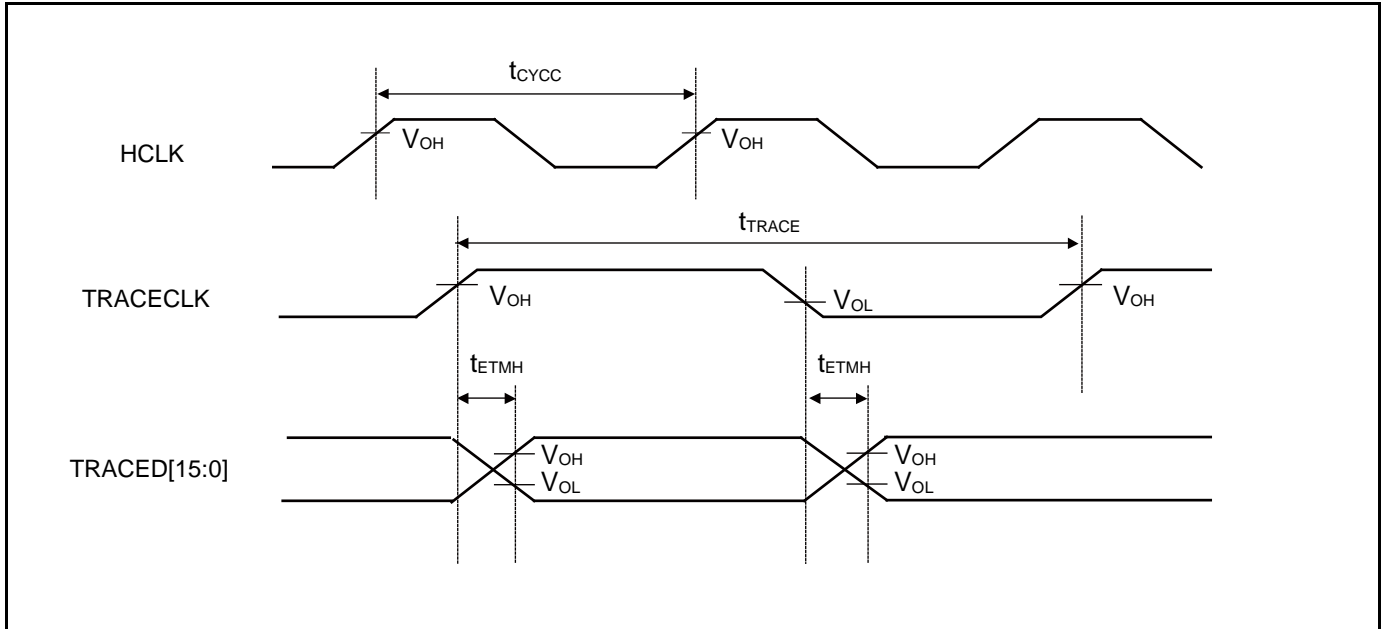 tCYCC
HCLK
VOH
VOH
tTRACE
TRACECLK
VOH
VOL
VOH
tETMH
tETMH
TRACED[15:0]
VOH
VOL
VOH
VOL